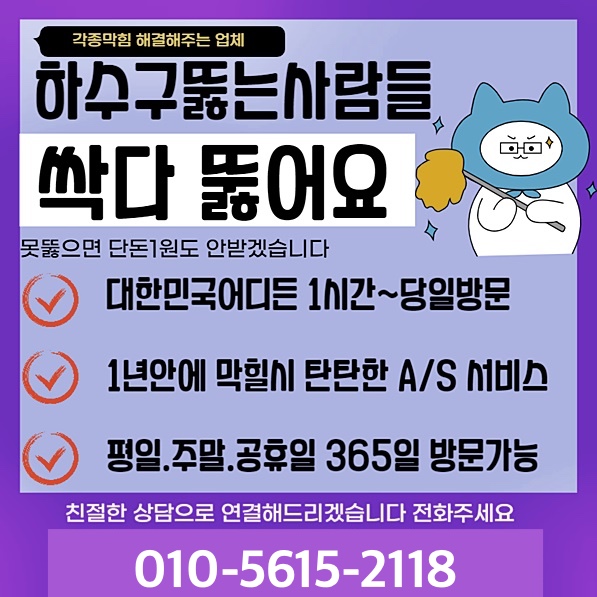 각종막힘 해결해주는 업체
하수구뚫는사람들
싹다 뚫어요
못뚫으면 단돈1원도 안받겠습니다
대한민국어디든 1시간~당일방문
1년안에 막힐시 탄탄한 A/S 서비스
평일.주말.공휴일 365일 방문가능
친절한 상담으로 연결해드리겠습니다 전화주세요
010-5615-2118